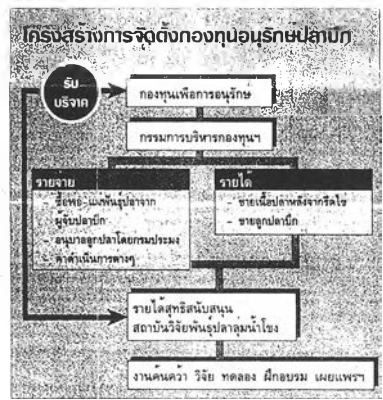 โครงสร้างการจัดตั้งกองทุนอนุรักษ์ปลาบึก
รับ
บริจาค
กองทุนเพื่อการอนุรักษ์
กรรมการบริหารกองทุนฯ
รายจ่าย
- ซื้อพ่อ-แม่พันธุ์ปลาจาก
ผู้จับปลาบึก
- อนุบาลลูกปลาโดยกรมประมง
- ค่าดำเนินการต่างๆ
รายได้
- ขายเนื้อปลาหลังจากรีดไข่
- ขายลูกปลาบึก
รายได้สุทธิสนับสนุน
สถาบันวิจัยพันธุ์ปลาลุ่มน้ำโขง
งานค้นคว้า วิจัย ทดลอง ฝึกอบรม เผยแพร่ฯ